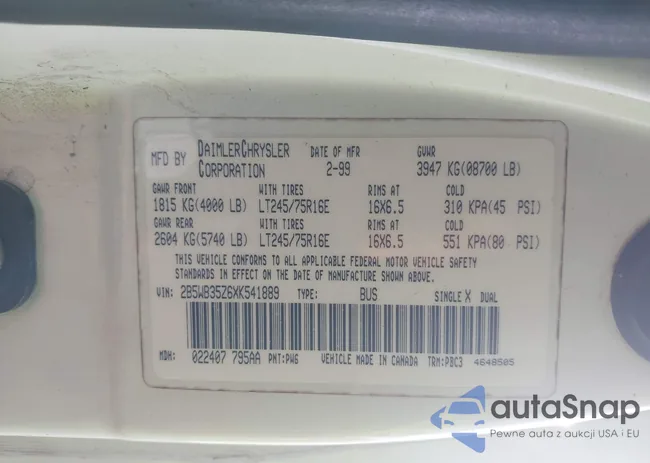 MFD BY DAIMLERCHRYSLER CORPORATION DATE OF MFR 2-99 GVWR 3947 KG(08700 LB)
GAWR FRONT WITH TIRES RIMS AT COLD
1815 KG(4000 LB) LT245/75R16E 16X6.5 310 KPA(45 PSI)
GAWR REAR WITH TIRES RIMS AT COLD
2604 KG(5740 LB) LT245/75R16E 16X6.5 551 KPA(80 PSI)
THIS VEHICLE CONFORMS TO ALL APPLICABLE FEDERAL MOTOR VEHICLE SAFETY
STANDARDS IN EFFECT ON THE DATE OF MANUFACTURE SHOWN ABOVE.
VIN: 2B5WB35Z6XK541889 TYPE: BUS SINGLE X DUAL
MDH: 022407 795AA PNT:PW6 VEHICLE MADE IN CANADA TRM:P8C3 4648505
autaSnap
Pewne auta z aukcji USA i EU